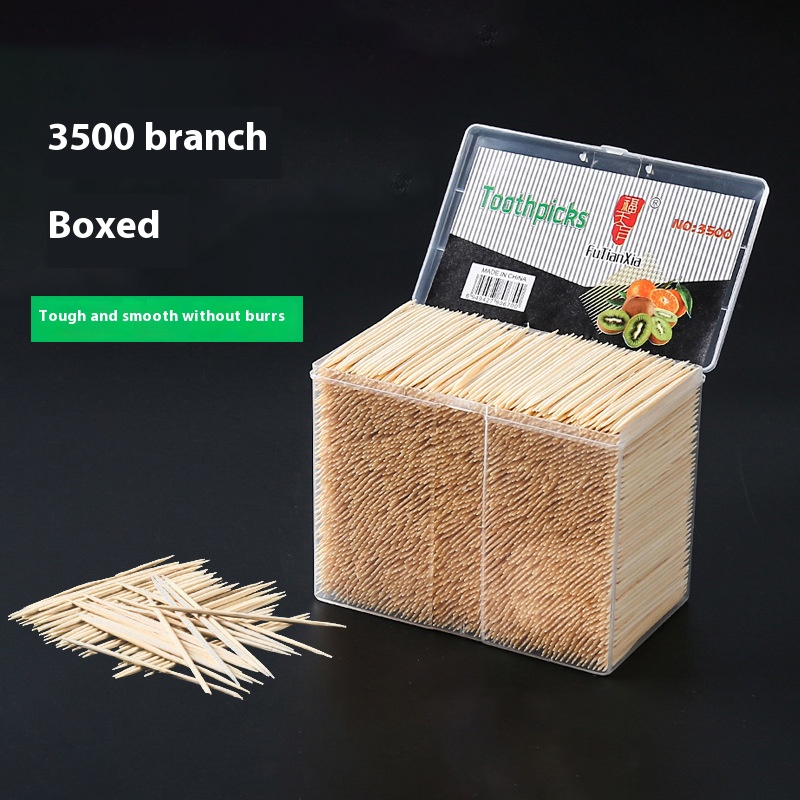 3500 branch
Boxed
Tough and smooth without burrs
Toothpicks
®
NO:3500
FuTianXia
MADE IN CHINA